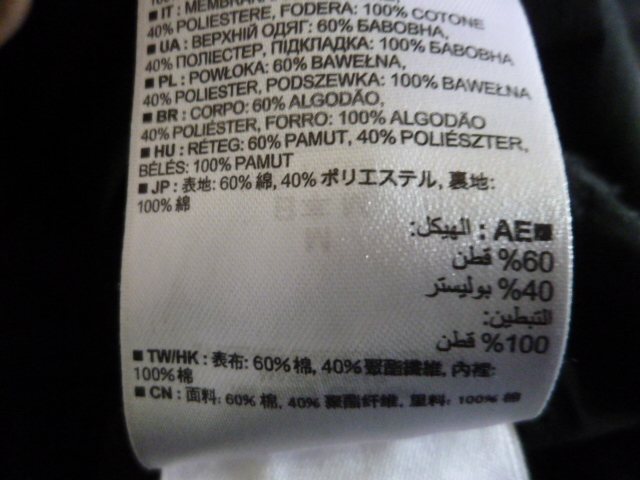 ■ IT : MEMBRANA
40% POLIESTERE, FODERA: 100% COTONE
■ UA : ВЕРХНІЙ ОДЯГ: 60% БАВОВНА,
40% ПОЛІЕСТЕР, ПІДКЛАДКА: 100% БАВОВНА
■ PL : POWŁOKA: 60% BAWEŁNA,
40% POLIESTER, PODSZEWKA: 100% BAWEŁNA
■ BR : CORPO: 60% ALGODÃO,
40% POLIÉSTER, FORRO: 100% ALGODÃO
■ HU : RÉTEG: 60% PAMUT, 40% POLIÉSZTER,
BÉLÉS: 100% PAMUT
■ JP : 表地: 60% 綿, 40% ポリエステル, 裏地:
100% 綿
■AE : الهيكل:
60% قطن
40% بوليستر
التبطين:
100% قطن
■ TW/HK : 表布: 60% 棉, 40% 聚酯纖維, 內裡:
100% 棉
■ CN : 面料: 60% 棉, 40% 聚酯纤维, 里料: 100% 棉